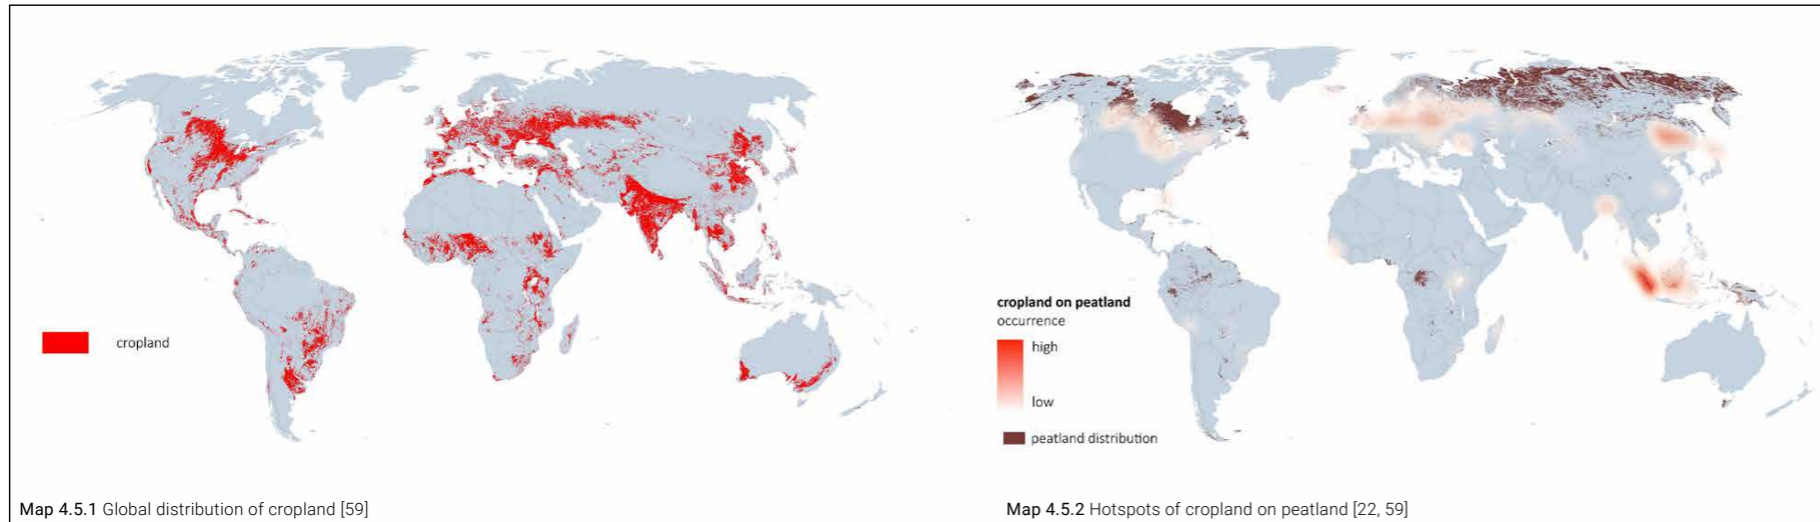 cropland
Map 4.5.1 Global distribution of cropland [59]
cropland on peatland
occurrence
high
low
peatland distribution
Map 4.5.2 Hotspots of cropland on peatland [22, 59]